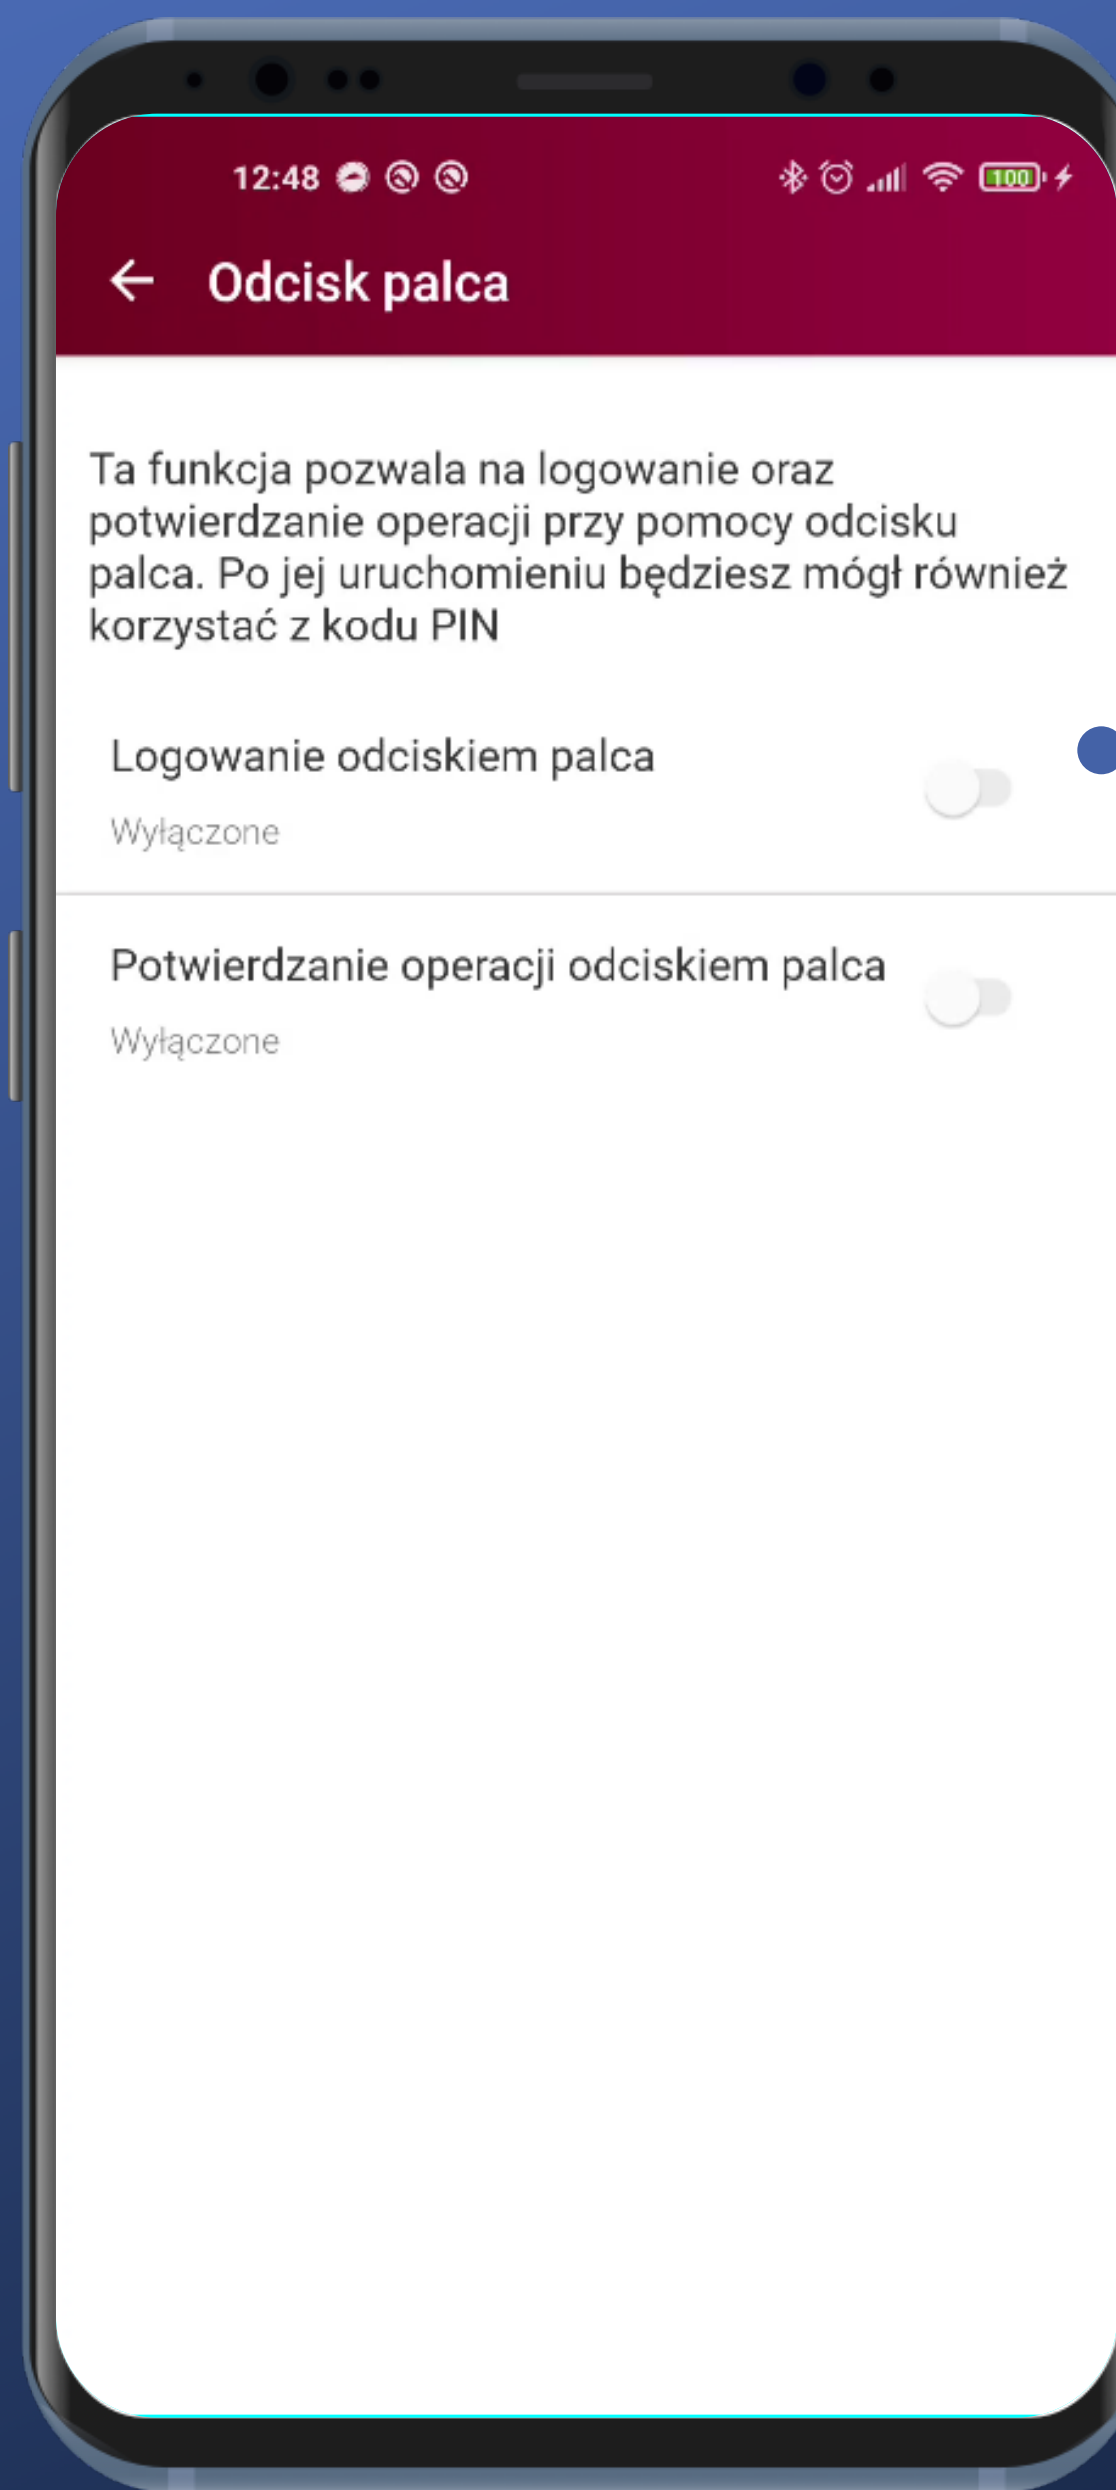 12:48
100
Odcisk palca
Ta funkcja pozwala na logowanie oraz
potwierdzanie operacji przy pomocy odcisku
palca. Po jej uruchomieniu będziesz mógł również
korzystać z kodu PIN
Logowanie odciskiem palca
Wyłączone
Potwierdzanie operacji odciskiem palca
Wyłączone